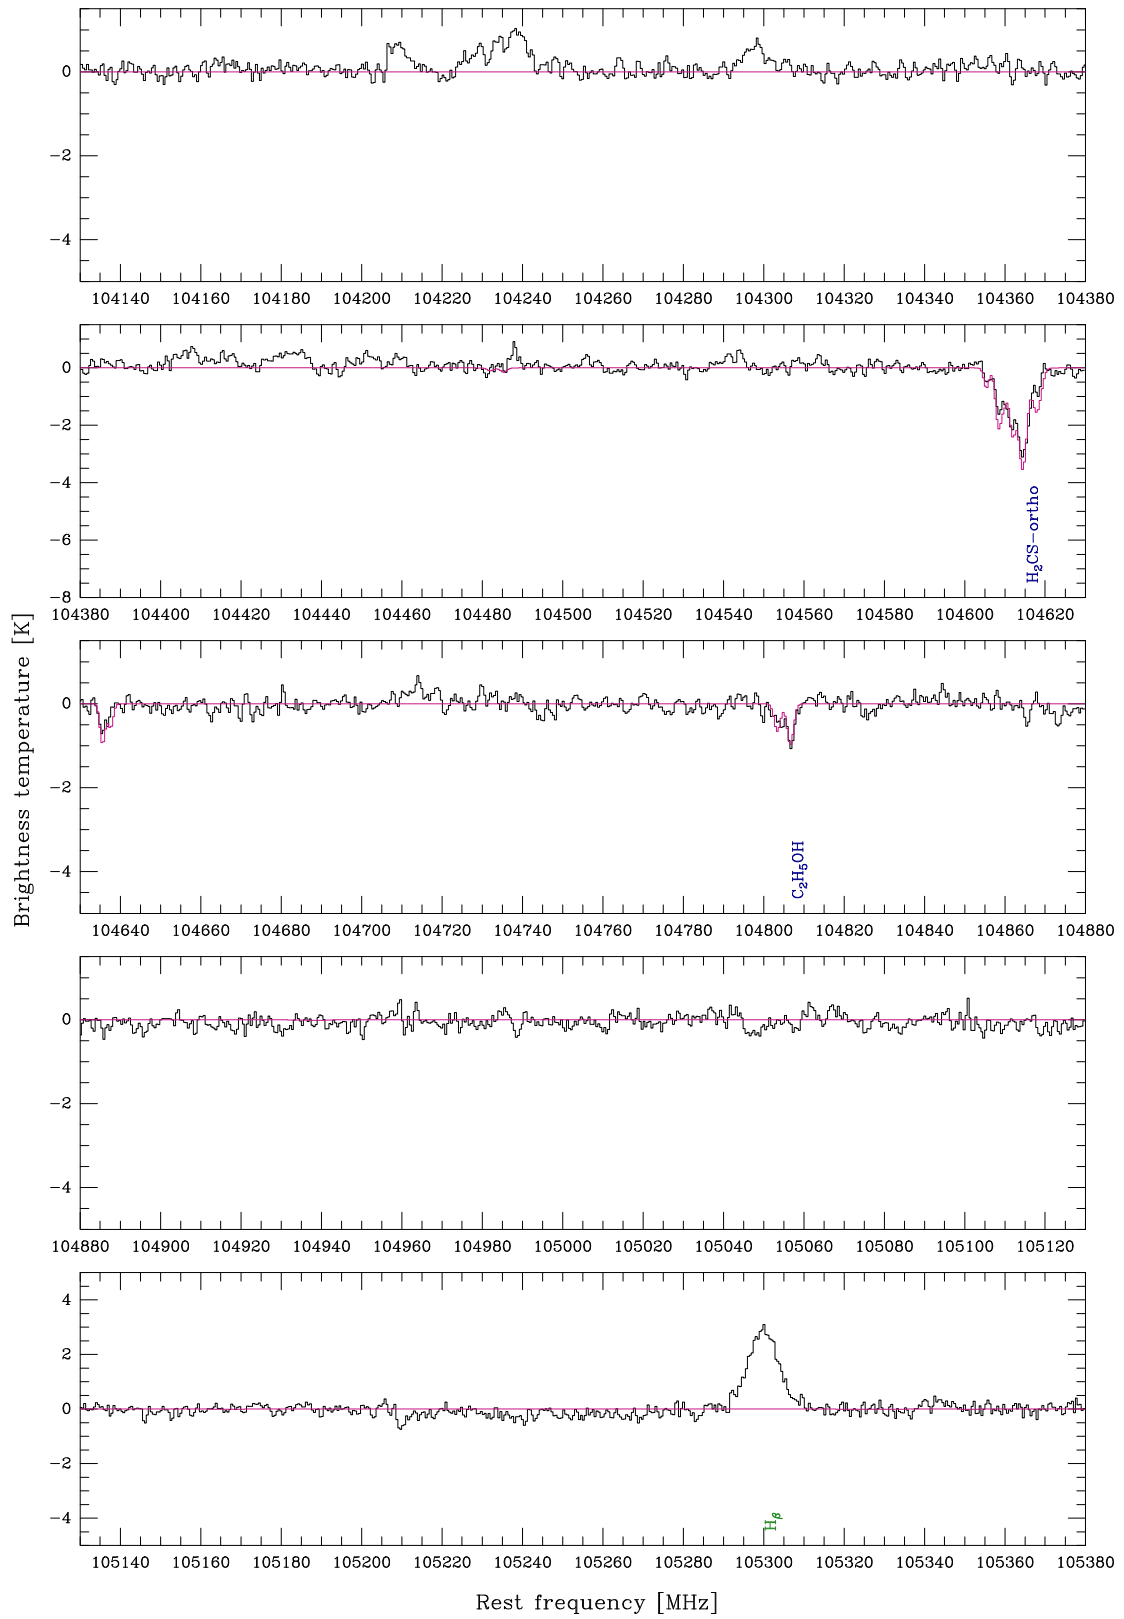 0
−2
−4
104140 104160 104180 104200 104220 104240 104260 104280 104300 104320 104340 104360 104380
0
−2
−4
−6
−8
H₂CS−ortho
104380 104400 104420 104440 104460 104480 104500 104520 104540 104560 104580 104600 104620
Brightness temperature [K]
0
−2
−4
C₂H₅OH
104640 104660 104680 104700 104720 104740 104760 104780 104800 104820 104840 104860 104880
0
−2
−4
104880 104900 104920 104940 104960 104980 105000 105020 105040 105060 105080 105100 105120
4
2
0
−2
−4
Hᵦ
105140 105160 105180 105200 105220 105240 105260 105280 105300 105320 105340 105360 105380
Rest frequency [MHz]